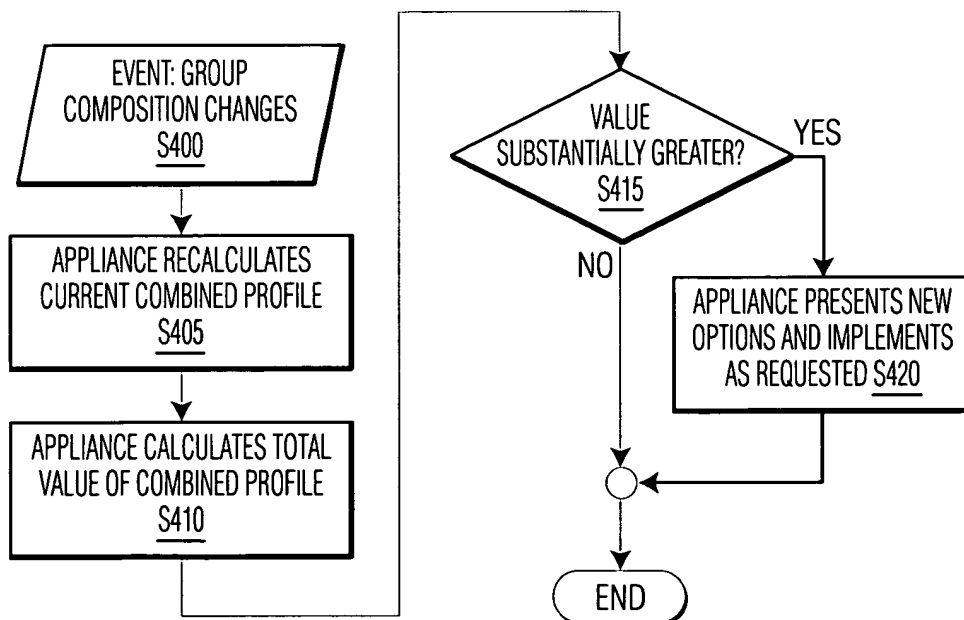 EVENT: GROUP
COMPOSITION CHANGES
S400
APPLIANCE RECALCULATES
CURRENT COMBINED PROFILE
S405
APPLIANCE CALCULATES TOTAL
VALUE OF COMBINED PROFILE
S410
VALUE
SUBSTANTIALLY GREATER?
S415
YES
NO
APPLIANCE PRESENTS NEW
OPTIONS AND IMPLEMENTS
AS REQUESTED S420
END